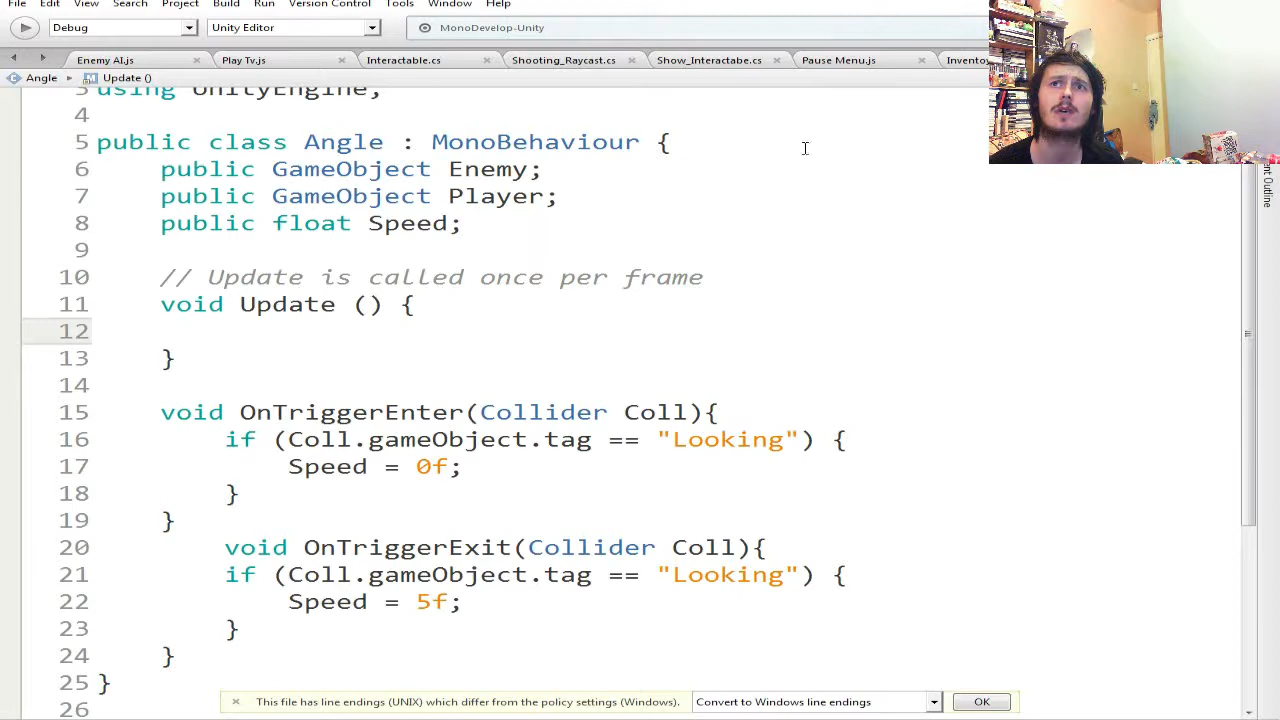 File Edit View Search Project Build Run Version Control Tools Window Help
Debug Unity Editor MonoDevelop-Unity
Enemy AI.js Play Tv.js Interactable.cs Shooting_Raycast.cs Show_Interactabe.cs Pause Menu.js
Angle Update ()
3 using UnityEngine;
4
5 public class Angle : MonoBehaviour {
6 public GameObject Enemy;
7 public GameObject Player;
8 public float Speed;
9
10 // Update is called once per frame
11 void Update () {
12
13 }
14
15 void OnTriggerEnter(Collider Coll){
16 if (Coll.gameObject.tag == "Looking") {
17 Speed = 0f;
18 }
19 }
20 void OnTriggerExit(Collider Coll){
21 if (Coll.gameObject.tag == "Looking") {
22 Speed = 5f;
23 }
24 }
25 }
26
This file has line endings (UNIX) which differ from the policy settings (Windows). Convert to Windows line endings OK
Outline